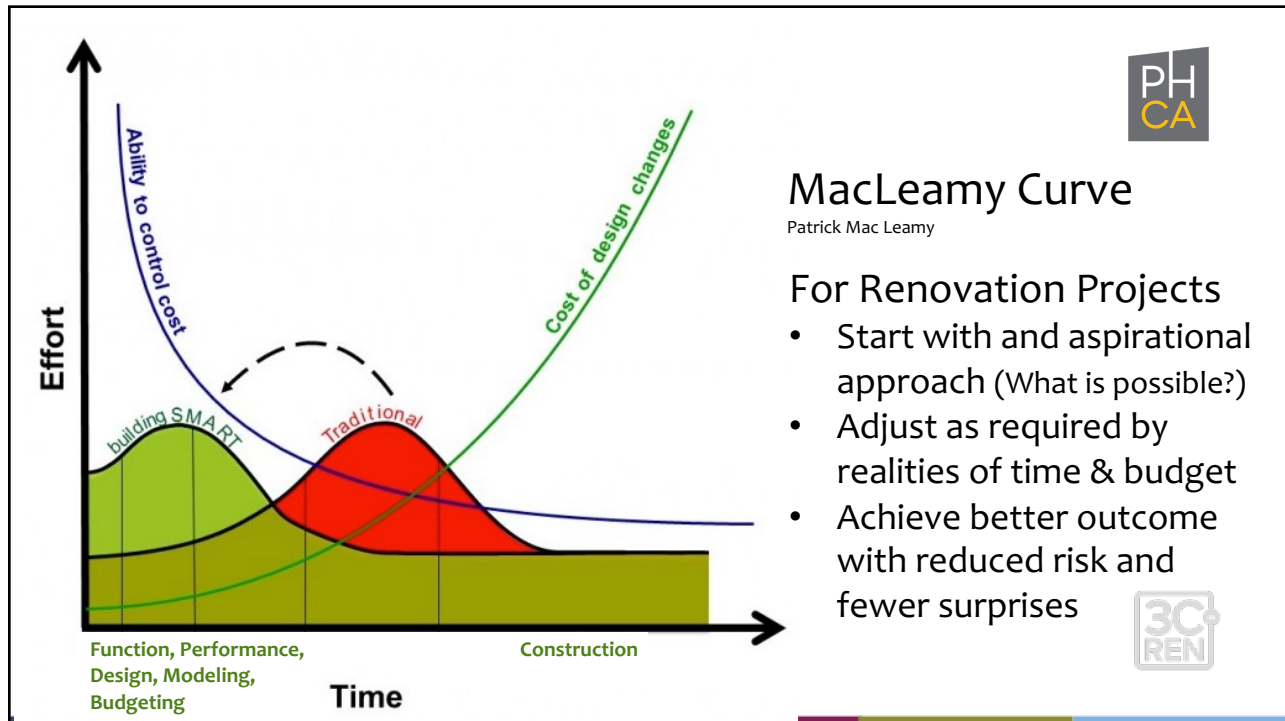 PH
CA
MacLeamy Curve
Patrick Mac Leamy
For Renovation Projects
• Start with and aspirational
approach (What is possible?)
• Adjust as required by
realities of time & budget
• Achieve better outcome
with reduced risk and
fewer surprises
3C
REN
Effort
Ability to control cost
Cost of design changes
building SMART
Traditional
Function, Performance,
Design, Modeling,
Budgeting
Construction
Time